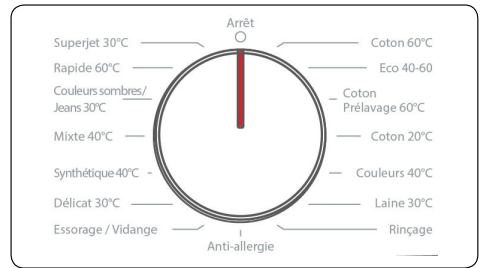 Arrêt
Superjet 30°C
Rapide 60°C
Couleurs sombres/
Jeans 30°C
Mixte 40°C
Synthétique 40°C
Délicat 30°C
Essorage / Vidange
Anti-allergie
Coton 60°C
Eco 40-60
Coton
Prélavage 60°C
Coton 20°C
Couleurs 40°C
Laine 30°C
Rinçage